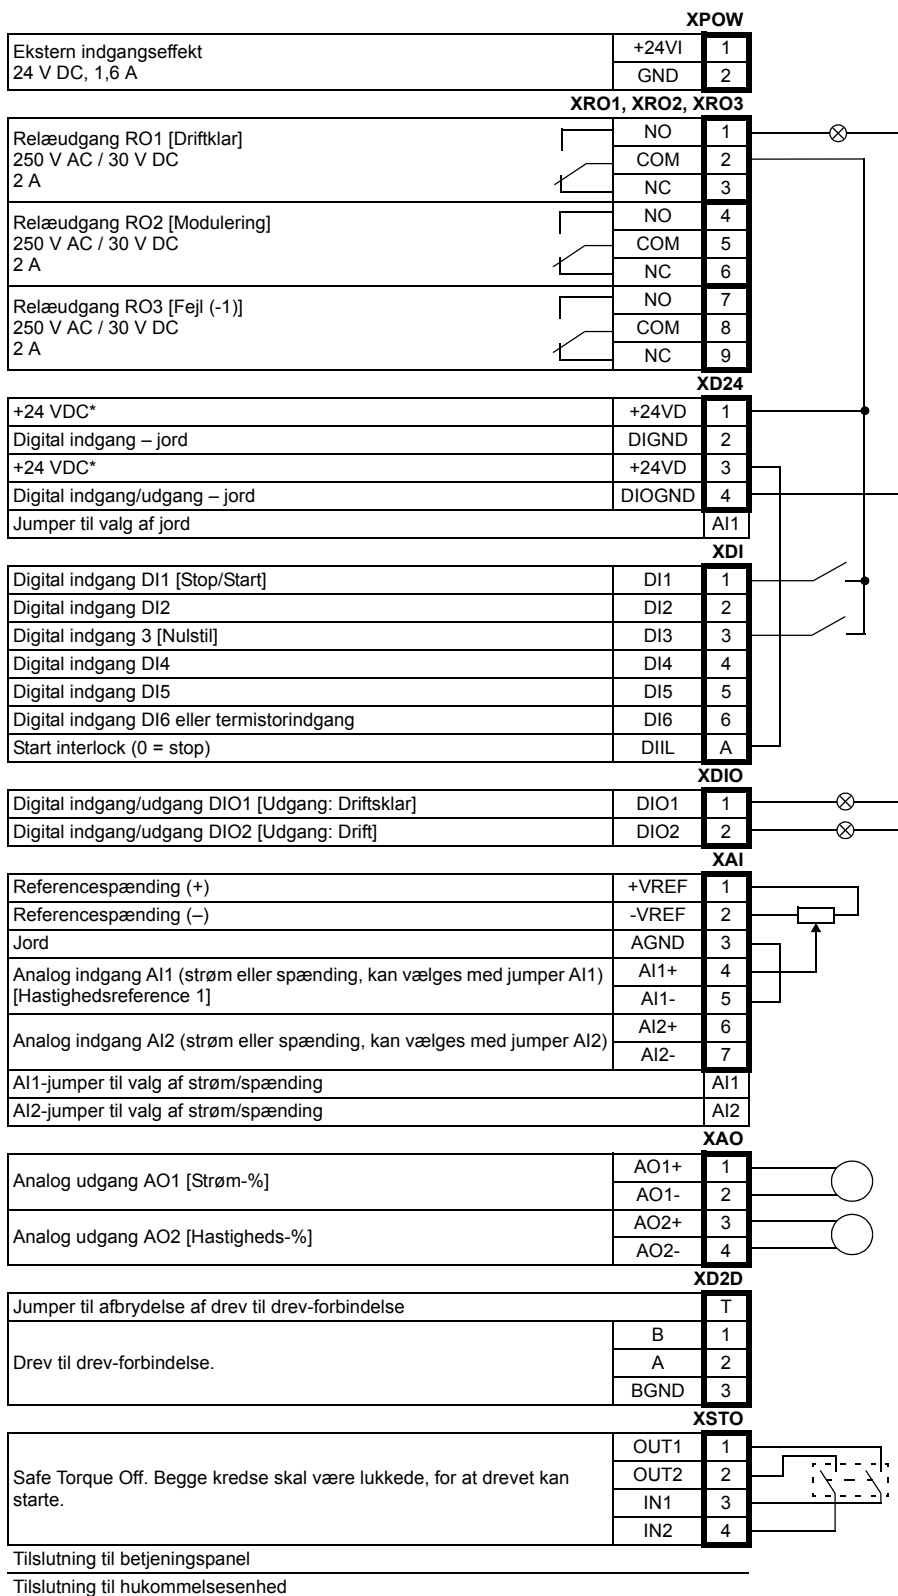 XPOW
Ekstern indgangseffekt
24 V DC, 1,6 A
+24VI 1
GND 2
XRO1, XRO2, XRO3
Relæudgang RO1 [Driftklar]
250 V AC / 30 V DC
2 A
NO 1
COM 2
NC 3
Relæudgang RO2 [Modulering]
250 V AC / 30 V DC
2 A
NO 4
COM 5
NC 6
Relæudgang RO3 [Fejl (-1)]
250 V AC / 30 V DC
2 A
NO 7
COM 8
NC 9
XD24
+24 VDC* +24VD 1
Digital indgang – jord DIGND 2
+24 VDC* +24VD 3
Digital indgang/udgang – jord DIOGND 4
Jumper til valg af jord AI1
XDI
Digital indgang DI1 [Stop/Start] DI1 1
Digital indgang DI2 DI2 2
Digital indgang 3 [Nulstil] DI3 3
Digital indgang DI4 DI4 4
Digital indgang DI5 DI5 5
Digital indgang DI6 eller termistorindgang DI6 6
Start interlock (0 = stop) DIIL A
XDIO
Digital indgang/udgang DIO1 [Udgang: Driftsklar] DIO1 1
Digital indgang/udgang DIO2 [Udgang: Drift] DIO2 2
XAI
Referencespænding (+) +VREF 1
Referencespænding (–) -VREF 2
Jord AGND 3
Analog indgang AI1 (strøm eller spænding, kan vælges med jumper AI1)
[Hastighedsreference 1]
AI1+ 4
AI1- 5
Analog indgang AI2 (strøm eller spænding, kan vælges med jumper AI2)
AI2+ 6
AI2- 7
AI1-jumper til valg af strøm/spænding AI1
AI2-jumper til valg af strøm/spænding AI2
XAO
Analog udgang AO1 [Strøm-%]
AO1+ 1
AO1- 2
Analog udgang AO2 [Hastigheds-%]
AO2+ 3
AO2- 4
XD2D
Jumper til afbrydelse af drev til drev-forbindelse T
Drev til drev-forbindelse.
B 1
A 2
BGND 3
XSTO
Safe Torque Off. Begge kredse skal være lukkede, for at drevet kan
starte.
OUT1 1
OUT2 2
IN1 3
IN2 4
Tilslutning til betjeningspanel
Tilslutning til hukommelsesenhed